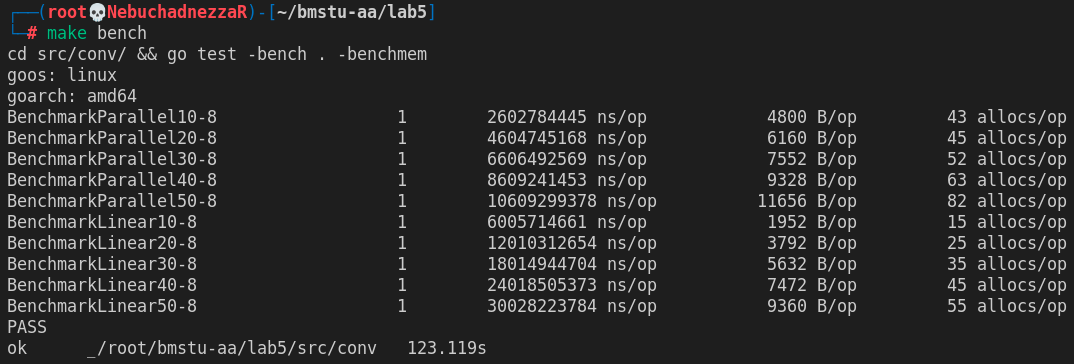 ┌──(root💀NebuchadnezzaR)-[~/bmstu-aa/lab5]
└─# make bench
cd src/conv/ && go test -bench . -benchmem
goos: linux
goarch: amd64
BenchmarkParallel10-8 1 2602784445 ns/op 4800 B/op 43 allocs/op
BenchmarkParallel20-8 1 4604745168 ns/op 6160 B/op 45 allocs/op
BenchmarkParallel30-8 1 6606492569 ns/op 7552 B/op 52 allocs/op
BenchmarkParallel40-8 1 8609241453 ns/op 9328 B/op 63 allocs/op
BenchmarkParallel50-8 1 10609299378 ns/op 11656 B/op 82 allocs/op
BenchmarkLinear10-8 1 6005714661 ns/op 1952 B/op 15 allocs/op
BenchmarkLinear20-8 1 12010312654 ns/op 3792 B/op 25 allocs/op
BenchmarkLinear30-8 1 18014944704 ns/op 5632 B/op 35 allocs/op
BenchmarkLinear40-8 1 24018505373 ns/op 7472 B/op 45 allocs/op
BenchmarkLinear50-8 1 30028223784 ns/op 9360 B/op 55 allocs/op
PASS
ok _/root/bmstu-aa/lab5/src/conv 123.119s